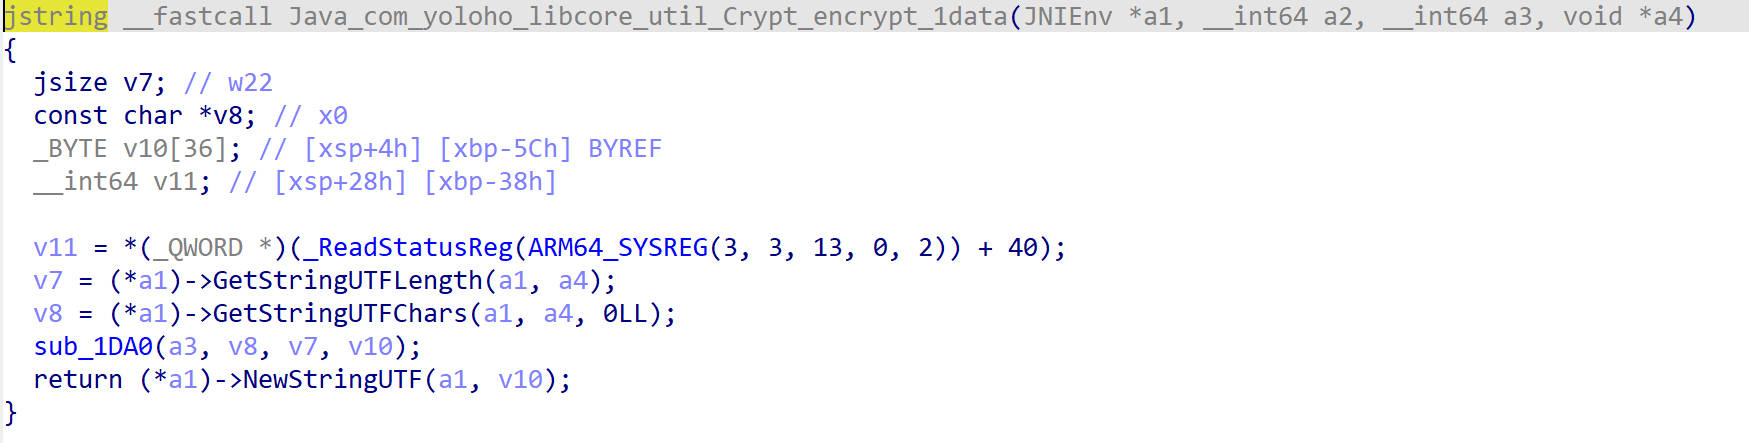 jstring __fastcall Java_com_yoloho_libcore_util_Crypt_encrypt_1data(JNIEnv *a1, __int64 a2, __int64 a3, void *a4)
{
  jsize v7; // w22
  const char *v8; // x0
  _BYTE v10[36]; // [xsp+4h] [xbp-5Ch] BYREF
  __int64 v11; // [xsp+28h] [xbp-38h]

  v11 = *(_QWORD *)(_ReadStatusReg(ARM64_SYSREG(3, 3, 13, 0, 2)) + 40);
  v7 = (*a1)->GetStringUTFLength(a1, a4);
  v8 = (*a1)->GetStringUTFChars(a1, a4, 0LL);
  sub_1DA0(a3, v8, v7, v10);
  return (*a1)->NewStringUTF(a1, v10);
}